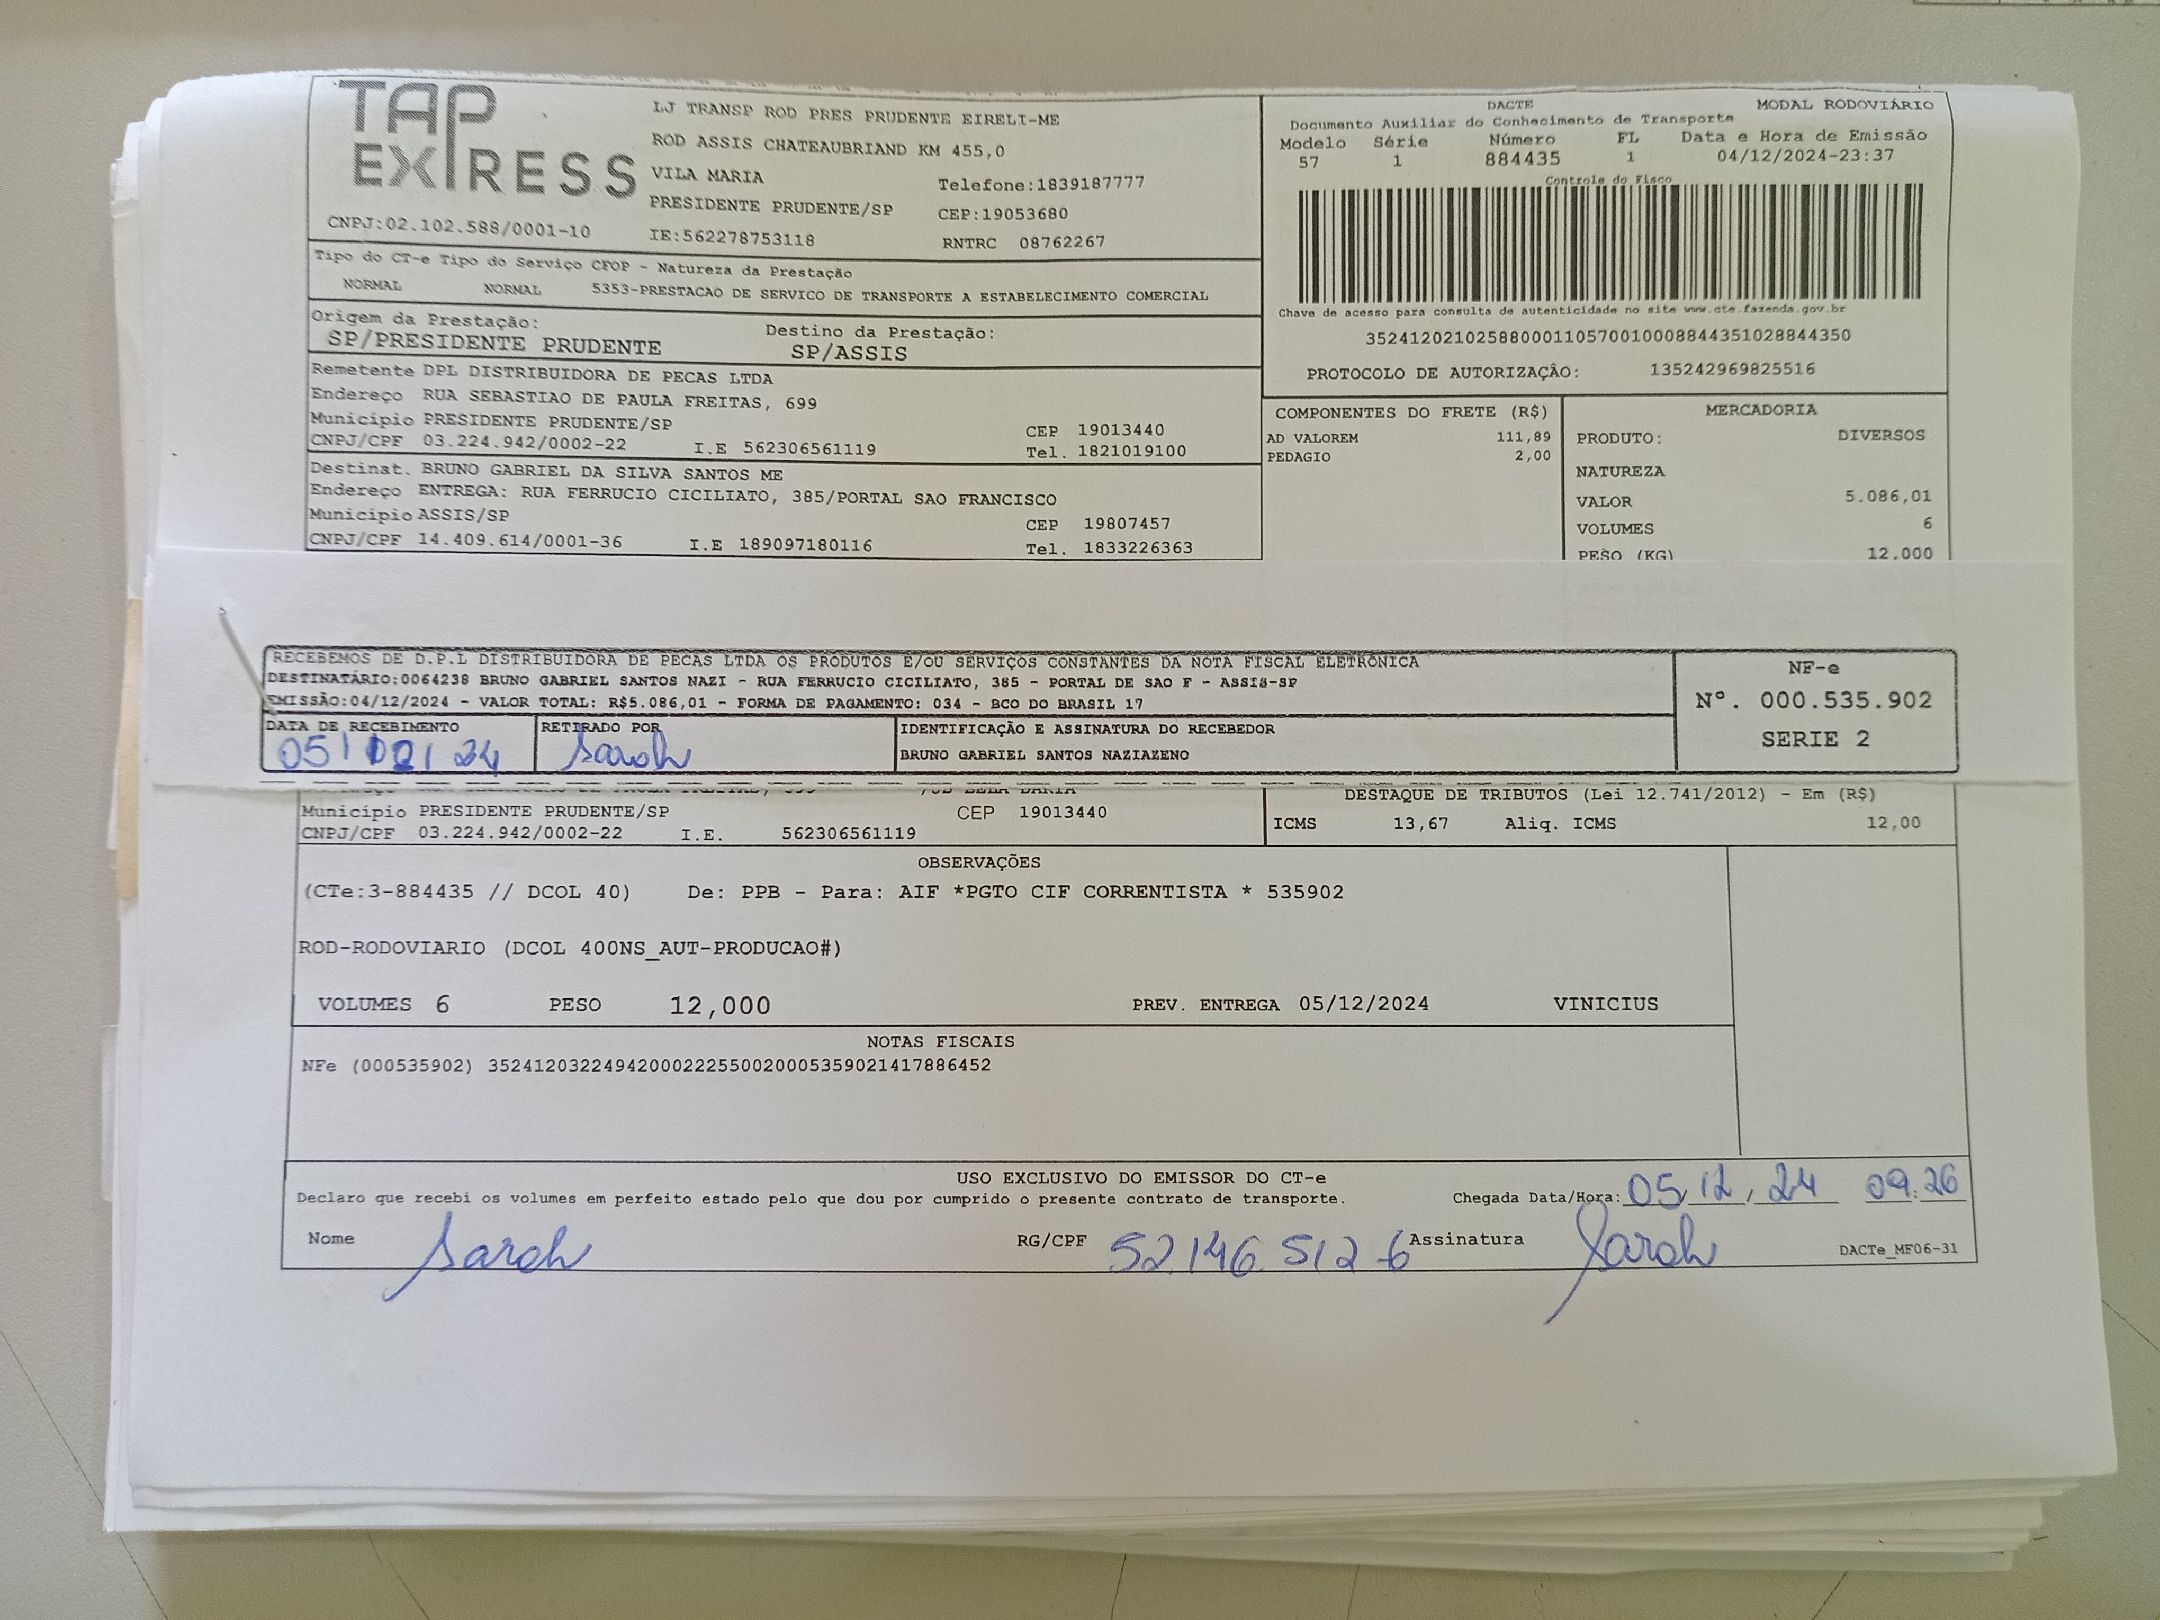 TAP EXPRESS
LJ TRANSP ROD PRES PRUDENTE EIRELI-ME
ROD ASSIS CHATEAUBRIAND KM 455,0
VILA MARIA
Telefone:1839187777
PRESIDENTE PRUDENTE/SP CEP:19053680
CNPJ:02.102.588/0001-10 IE:562278753118 RNTRC 08762267
DACTE MODAL RODOVIÁRIO
Documento Auxiliar do Conhecimento de Transporte
Modelo Série Número FL Data e Hora de Emissão
57 1 884435 1 04/12/2024-23:37
Controle do Fisco
Chave de acesso para consulta de autenticidade no site www.cte.fazenda.gov.br
35241202102588000110570010008844351028844350
PROTOCOLO DE AUTORIZAÇÃO: 135242969825516
Tipo do CT-e Tipo do Serviço CFOP - Natureza da Prestação
NORMAL NORMAL 5353-PRESTACAO DE SERVICO DE TRANSPORTE A ESTABELECIMENTO COMERCIAL
Origem da Prestação: Destino da Prestação:
SP/PRESIDENTE PRUDENTE SP/ASSIS
Remetente DPL DISTRIBUIDORA DE PECAS LTDA
Endereço RUA SEBASTIAO DE PAULA FREITAS, 699
Município PRESIDENTE PRUDENTE/SP CEP 19013440
CNPJ/CPF 03.224.942/0002-22 I.E 562306561119 Tel. 1821019100
Destinat. BRUNO GABRIEL DA SILVA SANTOS ME
Endereço ENTREGA: RUA FERRUCIO CICILIATO, 385/PORTAL SAO FRANCISCO
Município ASSIS/SP CEP 19807457
CNPJ/CPF 14.409.614/0001-36 I.E 189097180116 Tel. 1833226363
COMPONENTES DO FRETE (R$)
AD VALOREM 111,89
PEDAGIO 2,00
MERCADORIA
PRODUTO: DIVERSOS
NATUREZA
VALOR 5.086,01
VOLUMES 6
PESO (KG) 12,000
RECEBEMOS DE D.P.L DISTRIBUIDORA DE PECAS LTDA OS PRODUTOS E/OU SERVIÇOS CONSTANTES DA NOTA FISCAL ELETRÔNICA
DESTINATÁRIO:0064238 BRUNO GABRIEL SANTOS NAZI - RUA FERRUCIO CICILIATO, 385 - PORTAL DE SAO F - ASSIS-SP
EMISSÃO:04/12/2024 - VALOR TOTAL: R$5.086,01 - FORMA DE PAGAMENTO: 034 - BCO DO BRASIL 17
NF-e
N°. 000.535.902
SERIE 2
DATA DE RECEBIMENTO RETIRADO POR IDENTIFICAÇÃO E ASSINATURA DO RECEBEDOR
24 Sarah BRUNO GABRIEL SANTOS NAZIAZENO
Município PRESIDENTE PRUDENTE/SP CEP 19013440
CNPJ/CPF 03.224.942/0002-22 I.E. 562306561119
DESTAQUE DE TRIBUTOS (Lei 12.741/2012) - Em (R$)
ICMS 13,67 Aliq. ICMS 12,00
OBSERVAÇÕES
(CTe:3-884435 // DCOL 40) De: PPB - Para: AIF *PGTO CIF CORRENTISTA * 535902
ROD-RODOVIARIO (DCOL 400NS_AUT-PRODUCAO#)
VOLUMES 6 PESO 12,000 PREV. ENTREGA 05/12/2024 VINICIUS
NOTAS FISCAIS
NFe (000535902) 35241203224942000222550020005359021417886452
USO EXCLUSIVO DO EMISSOR DO CT-e
Declaro que recebi os volumes em perfeito estado pelo que dou por cumprido o presente contrato de transporte. Chegada Data/Hora: 05/12/24 09:26
Nome Sarah RG/CPF 52 146 512 6 Assinatura Sarah
DACTe_MF06-31